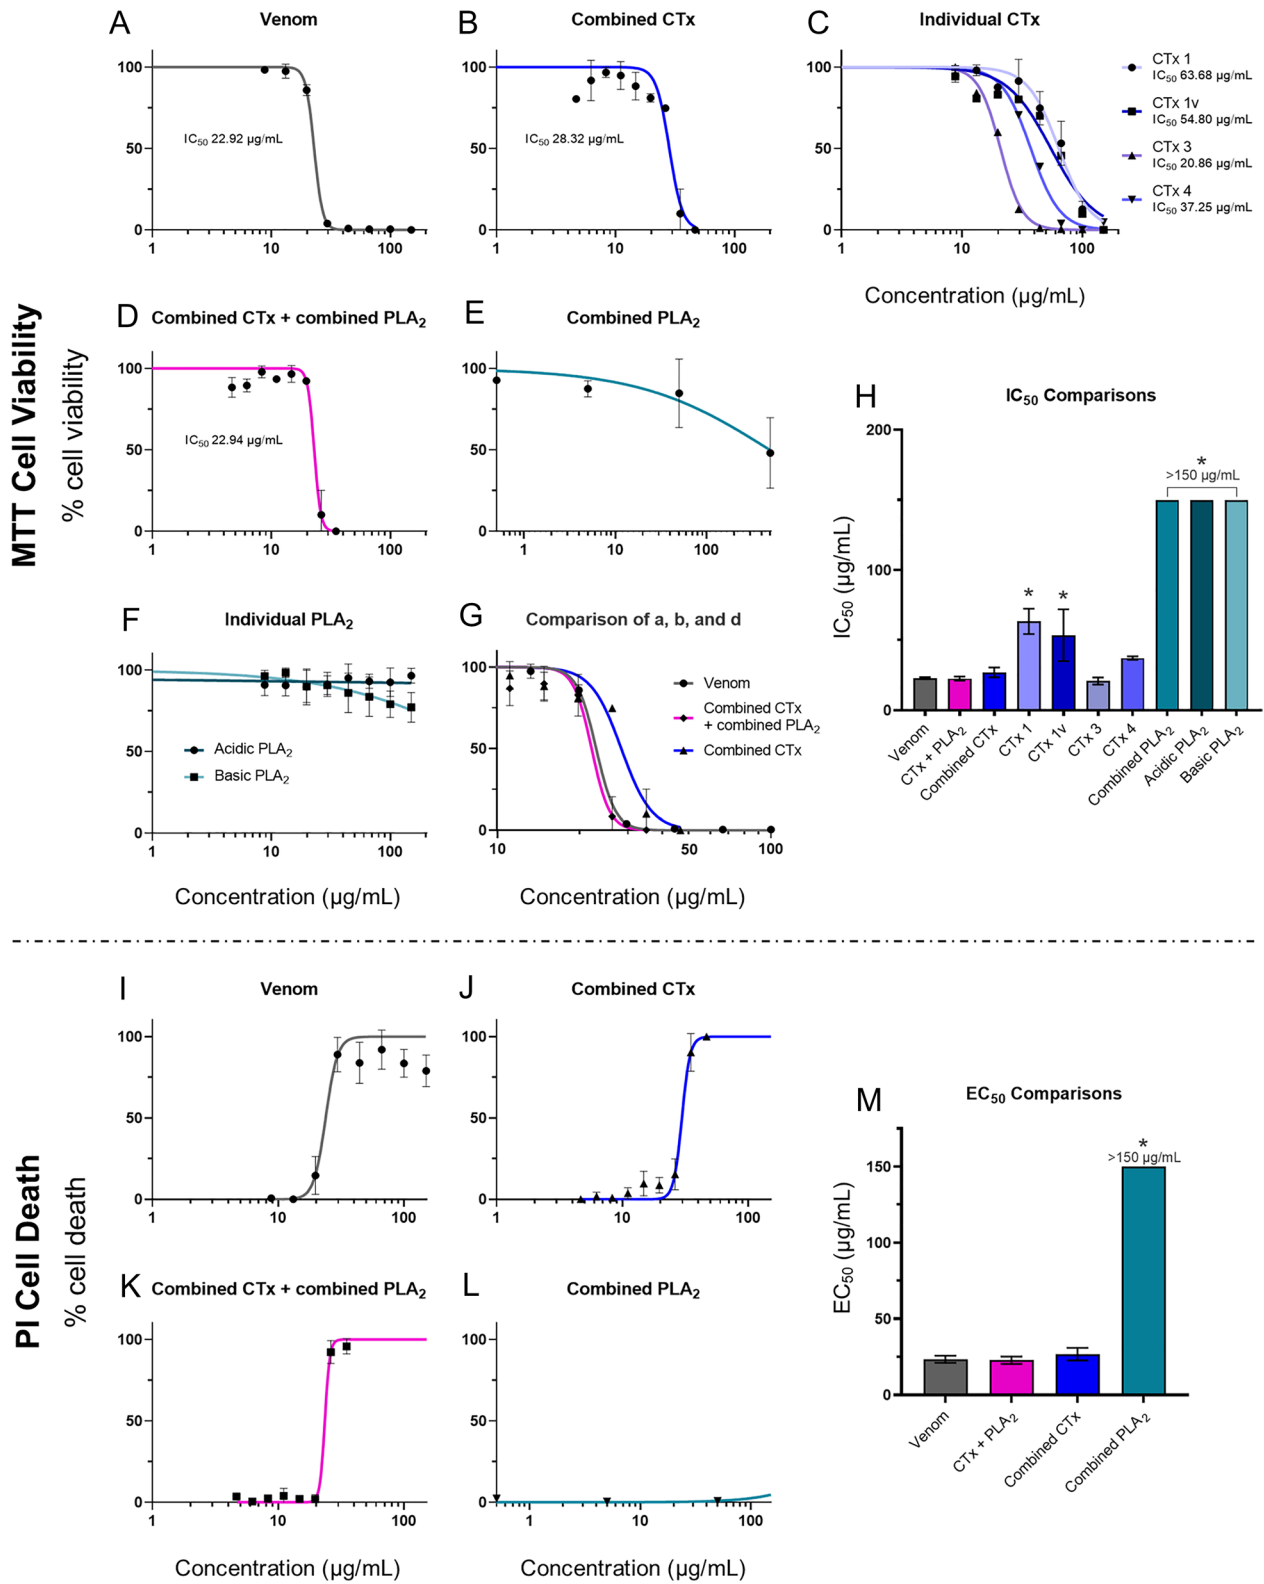 MTT Cell Viability
% cell viability
A
Venom
100
50
0
IC50 22.92 µg/mL
1
10
100
B
Combined CTx
100
50
0
IC50 28.32 µg/mL
1
10
100
C
Individual CTx
100
50
0
1
10
100
Concentration (µg/mL)
CTx 1
IC50 63.68 µg/mL
CTx 1v
IC50 54.80 µg/mL
CTx 3
IC50 20.86 µg/mL
CTx 4
IC50 37.25 µg/mL
D
Combined CTx + combined PLA2
100
50
0
IC50 22.94 µg/mL
1
10
100
E
Combined PLA2
100
50
0
1
10
100
F
Individual PLA2
100
50
0
Acidic PLA2
Basic PLA2
1
10
100
Concentration (µg/mL)
G
Comparison of a, b, and d
100
50
0
Venom
Combined CTx
+ combined PLA2
Combined CTx
10
50
100
Concentration (µg/mL)
H
IC50 Comparisons
IC50 (µg/mL)
200
100
0
*
*
*
>150 µg/mL
Venom
CTx + PLA2
Combined CTx
CTx 1
CTx 1v
CTx 3
CTx 4
Combined PLA2
Acidic PLA2
Basic PLA2
PI Cell Death
% cell death
I
Venom
100
50
0
1
10
100
J
Combined CTx
100
50
0
1
10
100
K
Combined CTx + combined PLA2
100
50
0
1
10
100
Concentration (µg/mL)
L
Combined PLA2
100
50
0
1
10
100
Concentration (µg/mL)
M
EC50 Comparisons
EC50 (µg/mL)
150
100
50
0
*
>150 µg/mL
Venom
CTx + PLA2
Combined CTx
Combined PLA2